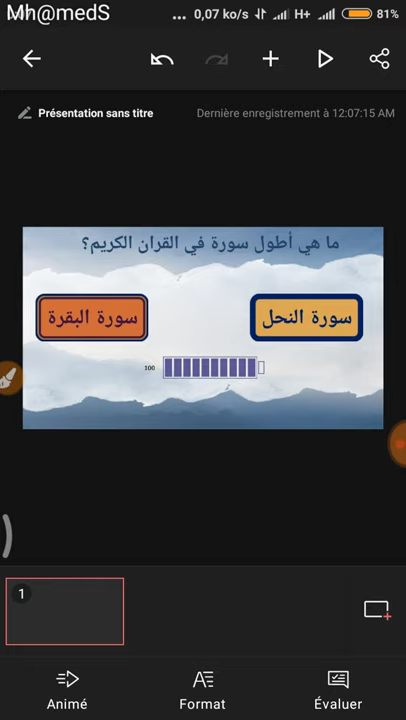 Mh@medS
... 0,07 ko/s H+ 81%
Présentation sans titre
Dernière enregistrement à 12:07:15 AM
ما هي أطول سورة في القران الكريم؟
سورة النحل
سورة البقرة
100
1
Animé
Format
Évaluer